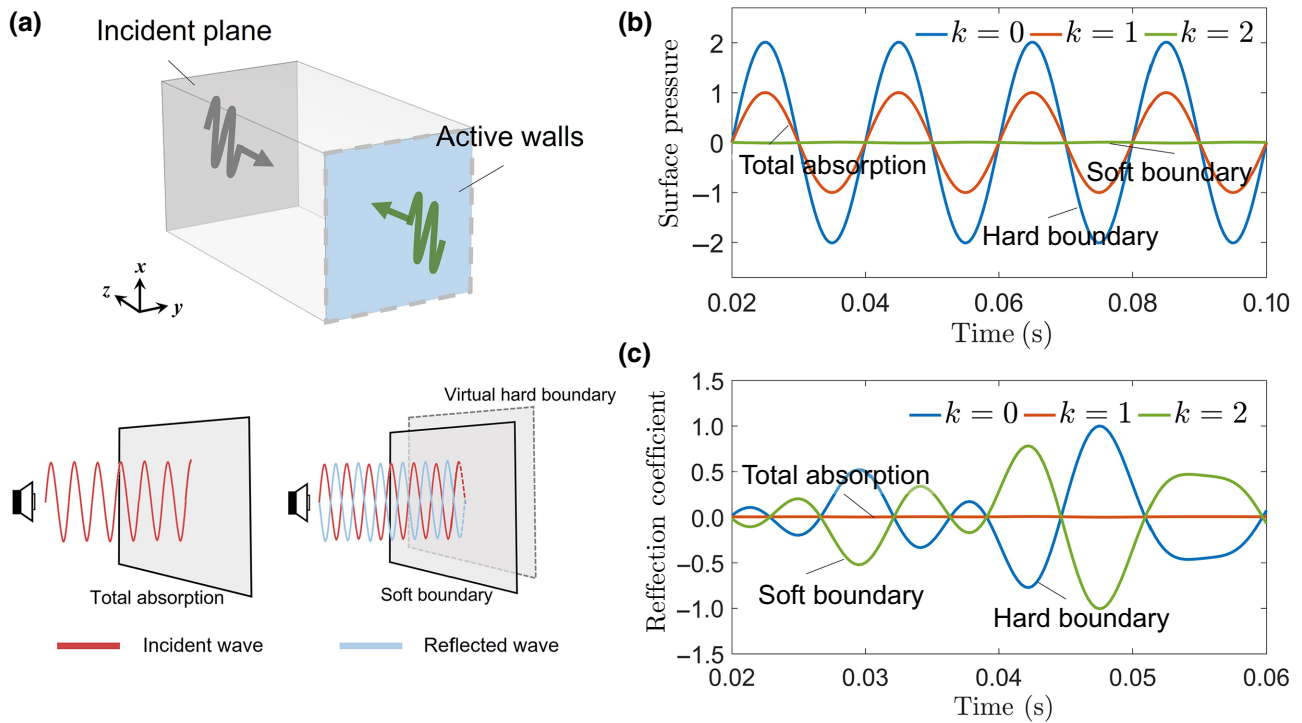 (a)
Incident plane
Active walls
x
z
y
Virtual hard boundary
Total absorption
Soft boundary
Incident wave
Reflected wave
(b)
k = 0 k = 1 k = 2
Surface pressure
2
1
0
−1
−2
Total absorption
Soft boundary
Hard boundary
0.02 0.04 0.06 0.08 0.10
Time (s)
(c)
k = 0 k = 1 k = 2
Reffection coefficient
1.5
1.0
0.5
0.0
−0.5
−1.0
−1.5
Total absorption
Soft boundary
Hard boundary
0.02 0.03 0.04 0.05 0.06
Time (s)